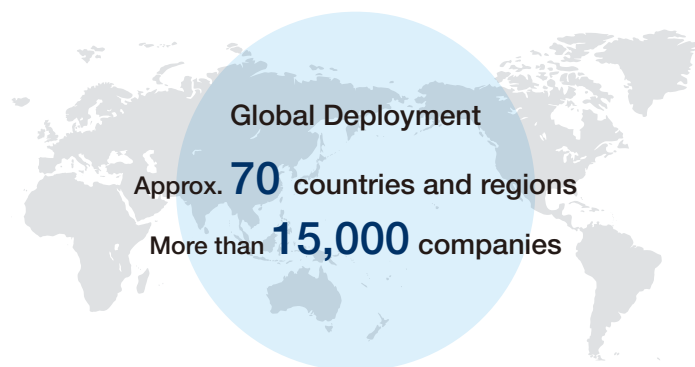 Global Deployment
Approx. 70 countries and regions
More than 15,000 companies